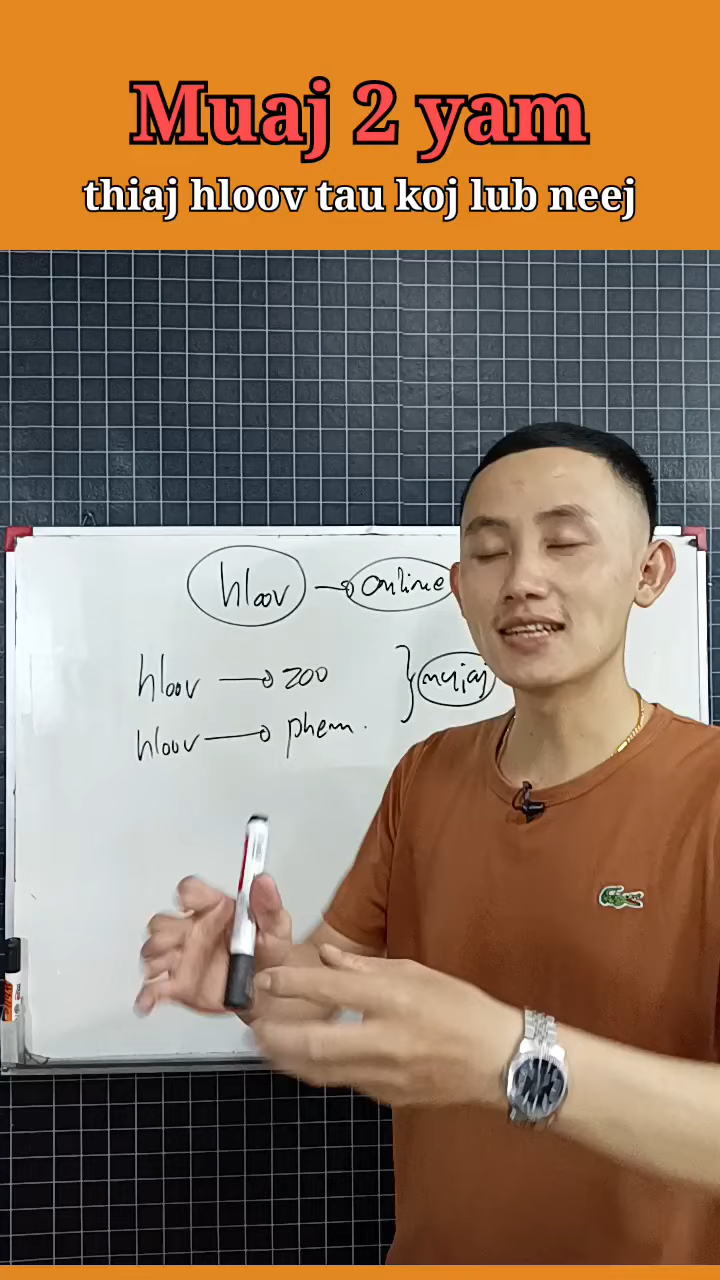 Muaj 2 yam
thiaj hloov tau koj lub neej
hloov → online
hloov → zoo
hloov → phem.
} muaj